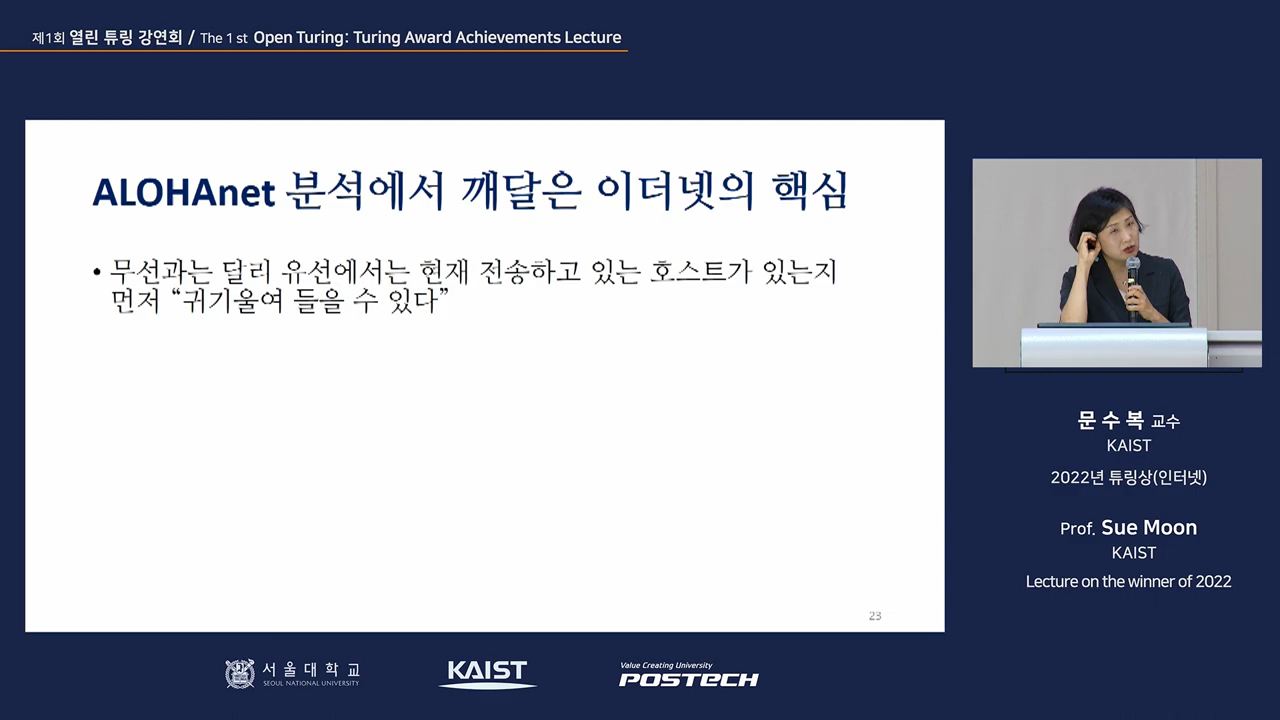 제1회 열린 튜링 강연회 / The 1 st Open Turing: Turing Award Achievements Lecture
ALOHAnet 분석에서 깨달은 이더넷의 핵심
• 무선과는 달리 유선에서는 현재 전송하고 있는 호스트가 있는지
먼저 “귀기울여 들을 수 있다”
23
문수복 교수
KAIST
2022년 튜링상(인터넷)
Prof. Sue Moon
KAIST
Lecture on the winner of 2022
서울대학교
SEOUL NATIONAL UNIVERSITY
KAIST
Value Creating University
POSTECH